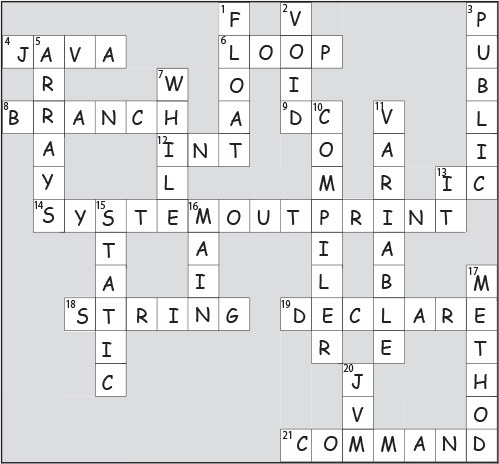 1 F 2 V 3 P
4 J 5 A V A 6 L O O P U
R 7 W O I B
8 B R A N C H A 9 D 10 C 11 V L
A 12 I N T O A I
Y L M R 13 I C
14 S Y 15 S T E 16 M O U T P R I N T
T A I A
A I L B 17 M
18 S T R I N G 19 D E C L A R E
I R E T
C 20 J H
V O
21 C O M M A N D